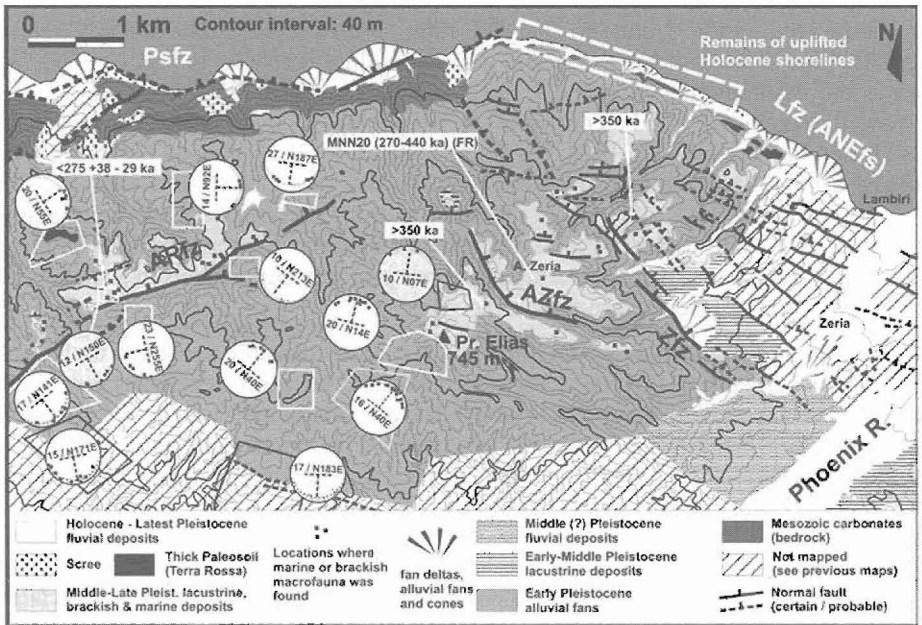 0 1 km
Contour interval: 40 m
N
Psfz
Remains of uplifted
Holocene shorelines
Lfz (ANEfs)
>350 ka
MNN20 (270-440 ka) (FR)
27 / N187E
<275 +38 - 29 ka
14 / N92E
20 / N55E
Lambiri
>350 ka
ARfz
A. Zeria
10 / N213E
10 / N07E
AZfz
20 / N14E
Zeria
Pr. Elias
745 m
Zfz
23 / N255E
12 / N150E
20 / N40E
17 / N141E
16 / N40E
15 / N171E
17 / N183E
Phoenix R.
Holocene - Latest Pleistocene
fluvial deposits
Scree
Thick Paleosoil
(Terra Rossa)
Middle-Late Pleist. lacustrine,
brackish & marine deposits
Locations where
marine or brackish
macrofauna was
found
fan deltas,
alluvial fans
and cones
Middle (?) Pleistocene
fluvial deposits
Early-Middle Pleistocene
lacustrine deposits
Early Pleistocene
alluvial fans
Mesozoic carbonates
(bedrock)
Not mapped
(see previous maps)
Normal fault
(certain / probable)